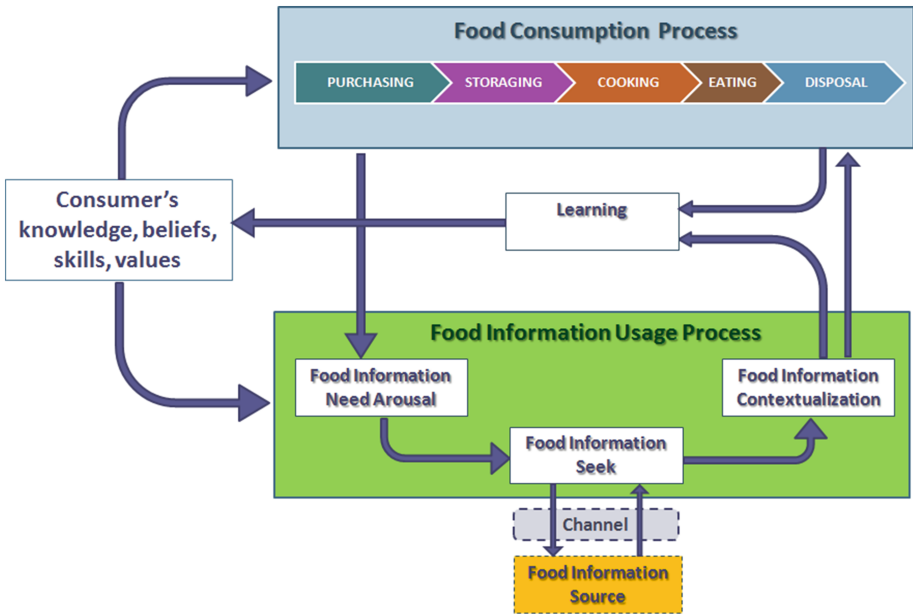 Food Consumption Process
PURCHASING
STORAGING
COOKING
EATING
DISPOSAL
Consumer's
knowledge, beliefs,
skills, values
Learning
Food Information Usage Process
Food Information
Need Arousal
Food Information
Contextualization
Food Information
Seek
Channel
Food Information
Source